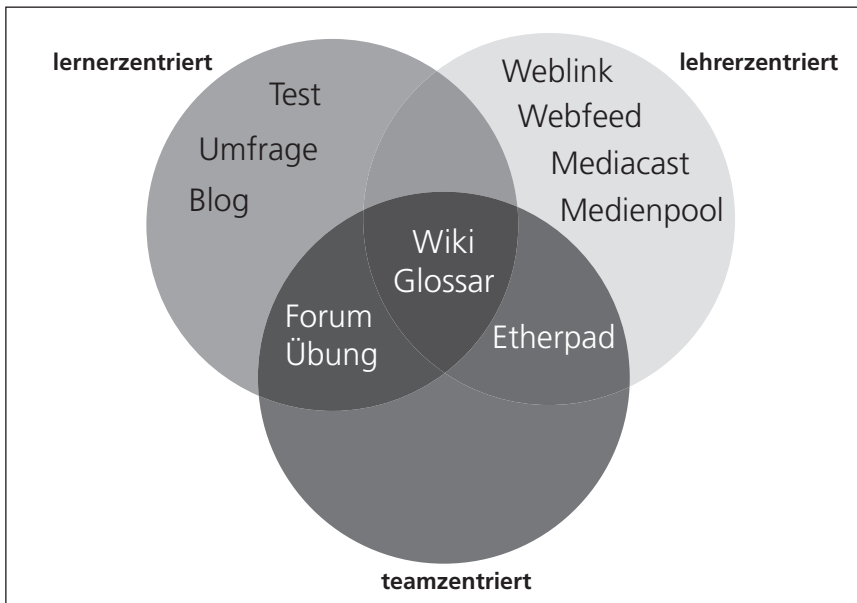 lernerzentriert
lehrerzentriert
Test
Umfrage
Blog
Weblink
Webfeed
Mediacast
Medienpool
Wiki
Glossar
Forum
Übung
Etherpad
teamzentriert